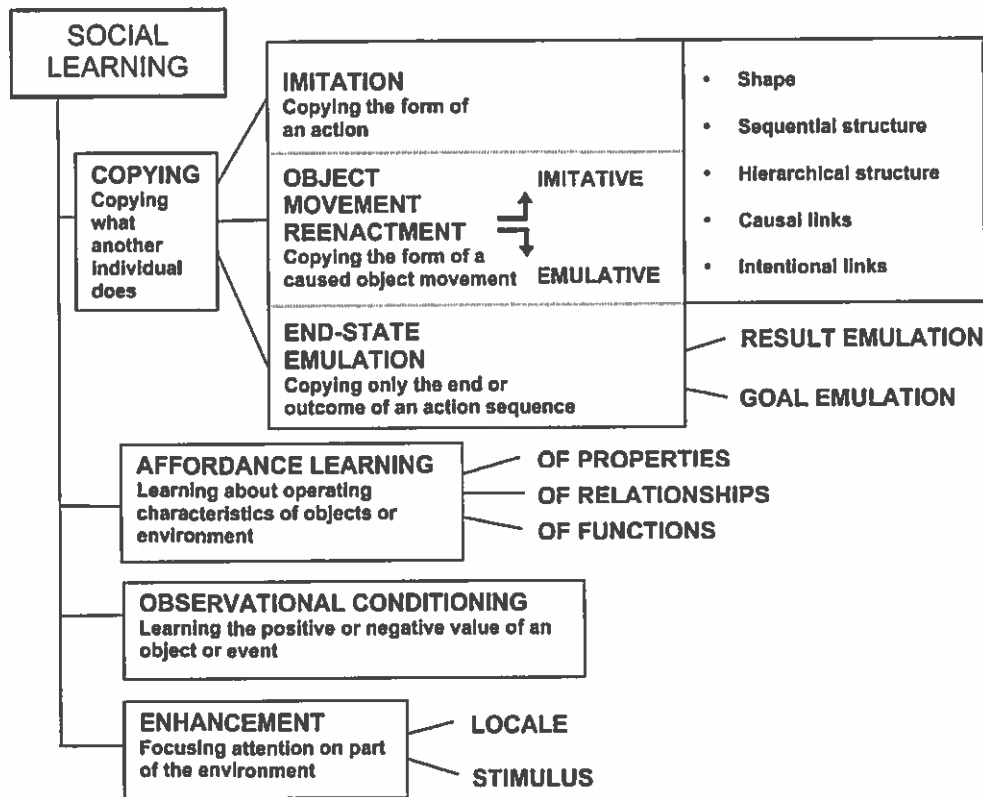 SOCIAL
LEARNING
COPYING
Copying
what
another
individual
does
IMITATION
Copying the form of
an action
OBJECT
MOVEMENT
REENACTMENT
Copying the form of a
caused object movement
IMITATIVE
EMULATIVE
END-STATE
EMULATION
Copying only the end or
outcome of an action sequence
• Shape
• Sequential structure
• Hierarchical structure
• Causal links
• Intentional links
RESULT EMULATION
GOAL EMULATION
AFFORDANCE LEARNING
Learning about operating
characteristics of objects or
environment
OF PROPERTIES
OF RELATIONSHIPS
OF FUNCTIONS
OBSERVATIONAL CONDITIONING
Learning the positive or negative value of an
object or event
ENHANCEMENT
Focusing attention on part
of the environment
LOCALE
STIMULUS